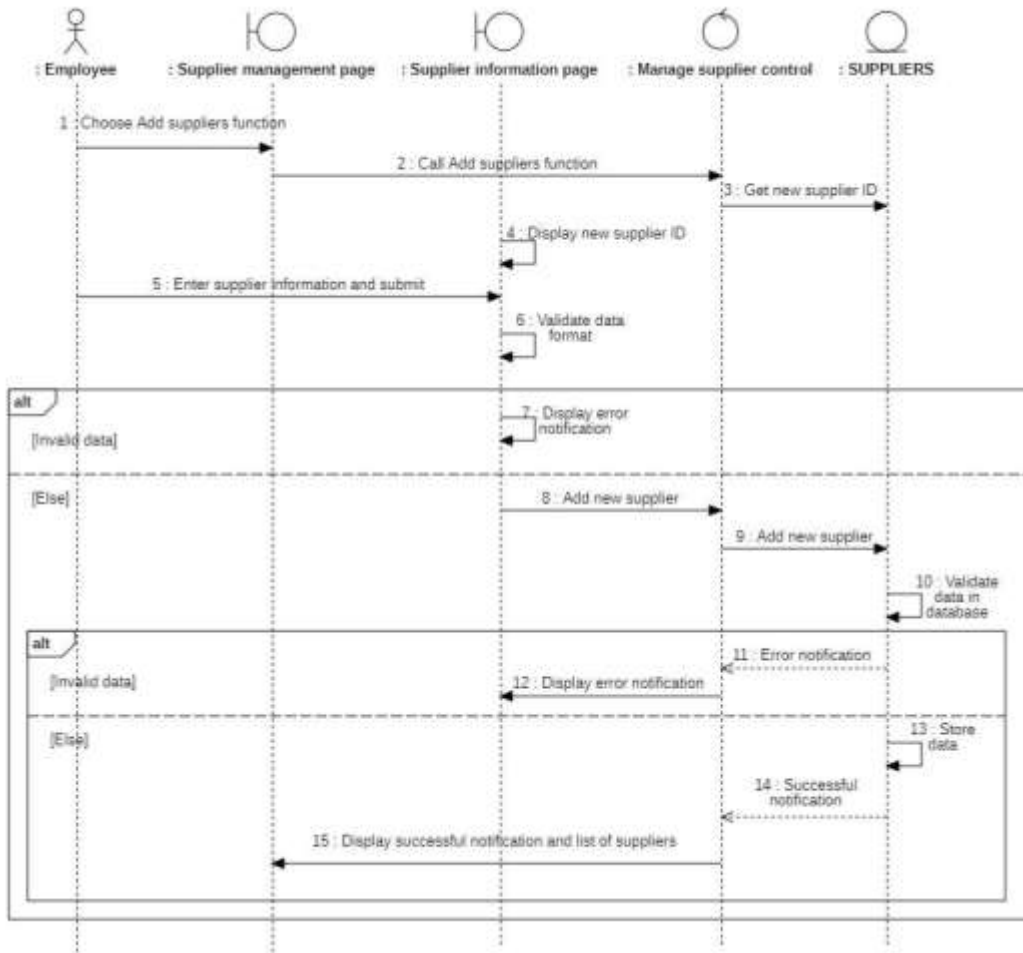 : Employee
: Supplier management page
: Supplier information page
: Manage supplier control
: SUPPLIERS
1 : Choose Add suppliers function
2 : Call Add suppliers function
3 : Get new supplier ID
4 : Display new supplier ID
5 : Enter supplier information and submit
6 : Validate data
format
alt
7 : Display error
notification
[Invalid data]
[Else]
8 : Add new supplier
9 : Add new supplier
10 : Validate
data in
database
alt
11 : Error notification
[Invalid data]
12 : Display error notification
13 : Store
data
[Else]
14 : Successful
notification
15 : Display successful notification and list of suppliers